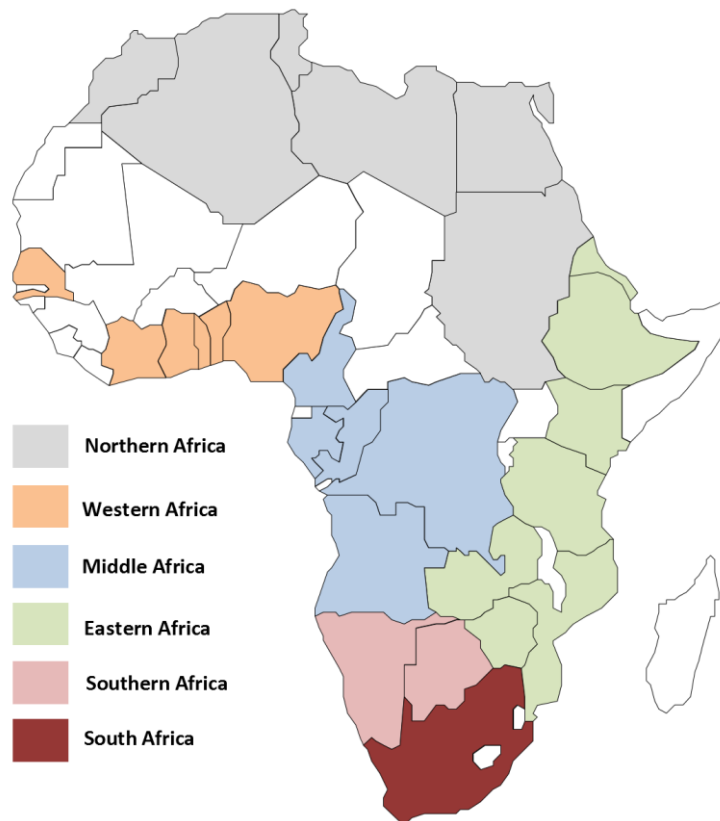 Northern Africa
Western Africa
Middle Africa
Eastern Africa
Southern Africa
South Africa